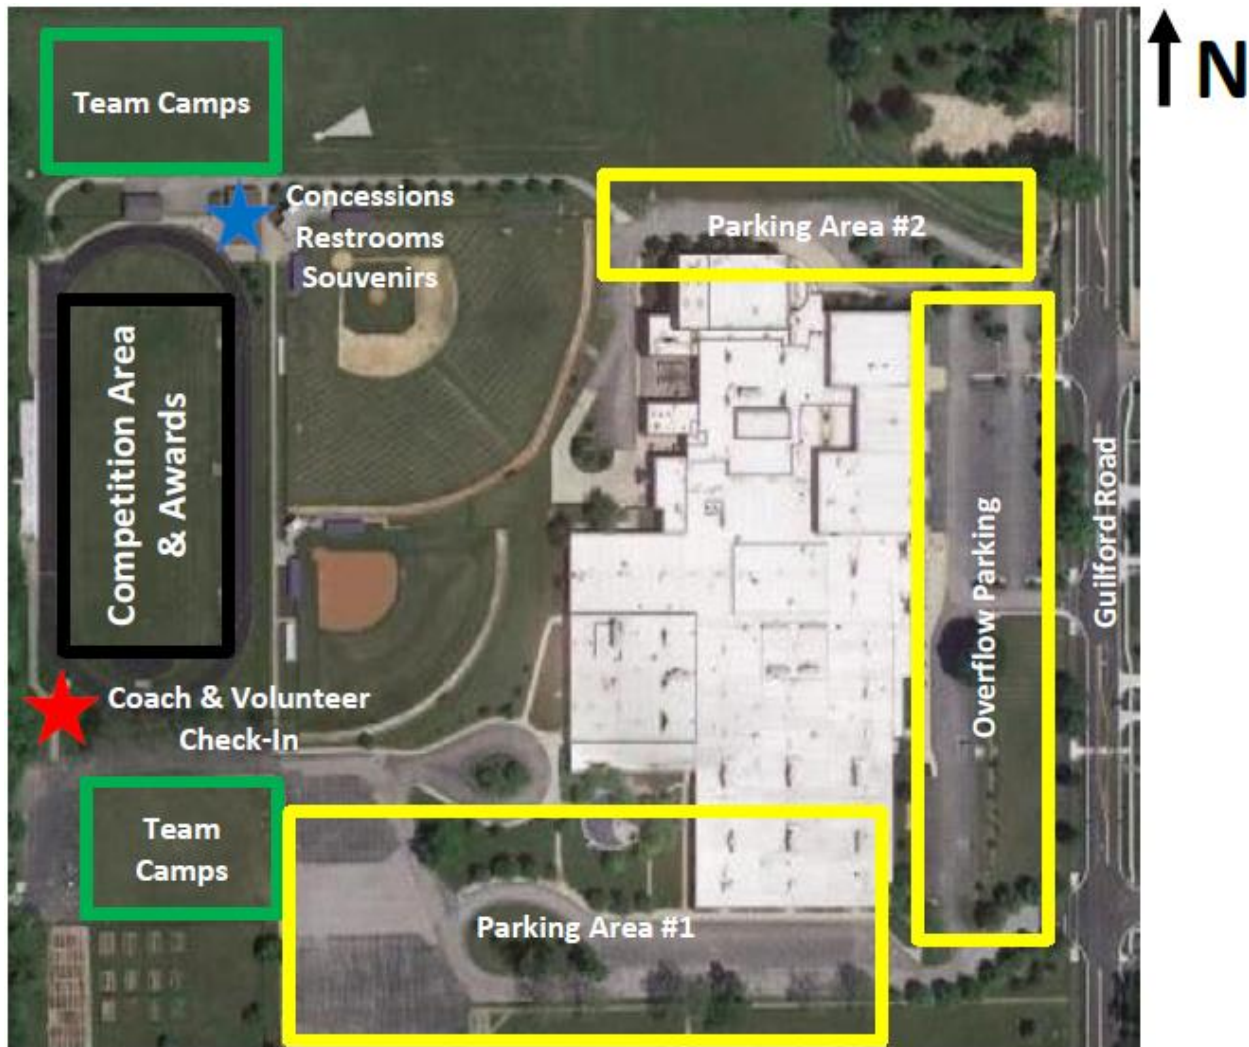 N
Team Camps
Concessions
Restrooms
Souvenirs
Parking Area #2
Competition Area
& Awards
Overflow Parking
Guilford Road
Coach & Volunteer
Check-In
Team
Camps
Parking Area #1